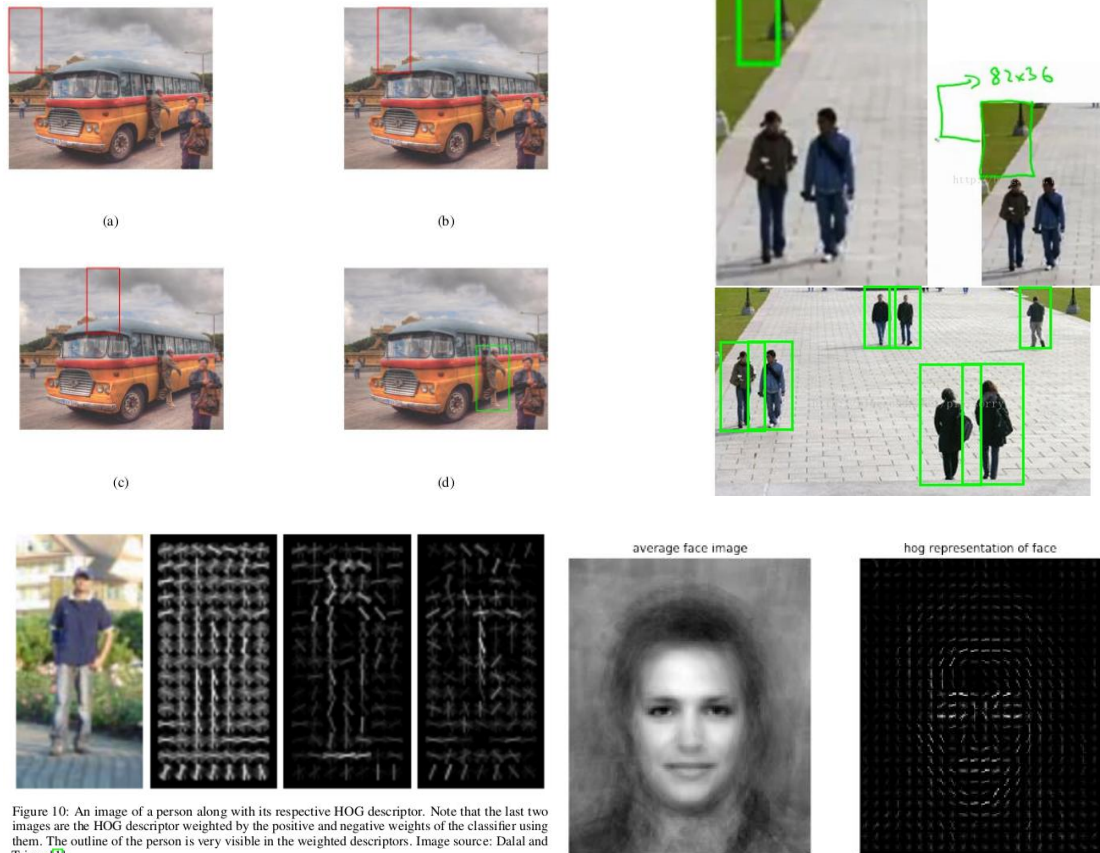 82x36
(a)
(b)
(c)
(d)
average face image
hog representation of face
Figure 10: An image of a person along with its respective HOG descriptor. Note that the last two
images are the HOG descriptor weighted by the positive and negative weights of the classifier using
them. The outline of the person is very visible in the weighted descriptors. Image source: Dalal and